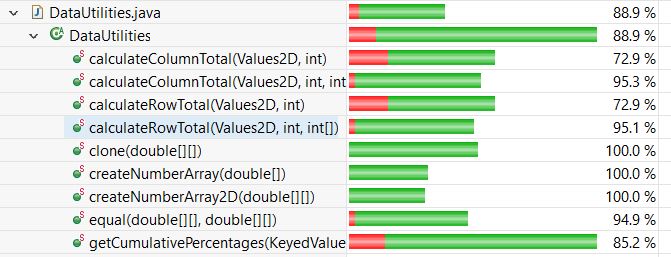 DataUtilities.java 88.9 %
DataUtilities 88.9 %
calculateColumnTotal(Values2D, int) 72.9 %
calculateColumnTotal(Values2D, int, int 95.3 %
calculateRowTotal(Values2D, int) 72.9 %
calculateRowTotal(Values2D, int, int[]) 95.1 %
clone(double[][]) 100.0 %
createNumberArray(double[]) 100.0 %
createNumberArray2D(double[][]) 100.0 %
equal(double[][], double[][]) 94.9 %
getCumulativePercentages(KeyedValue 85.2 %